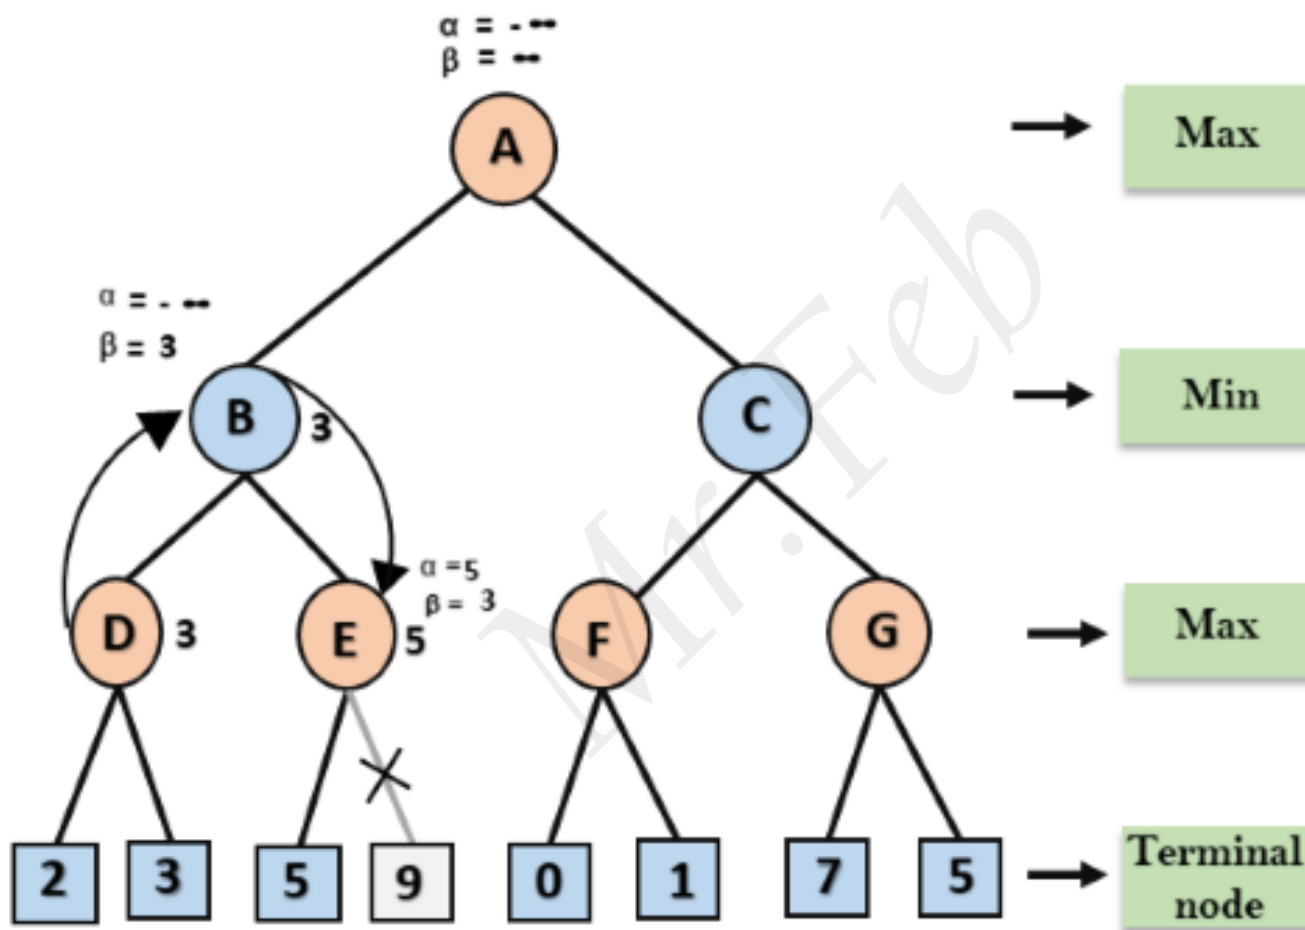 α = - ∞
β = ∞
A
Max
α = - ∞
β = 3
B
3
C
Min
α = 5
β = 3
D
3
E
5
F
G
Max
2
3
5
9
0
1
7
5
Terminal
node
Mr.Feb